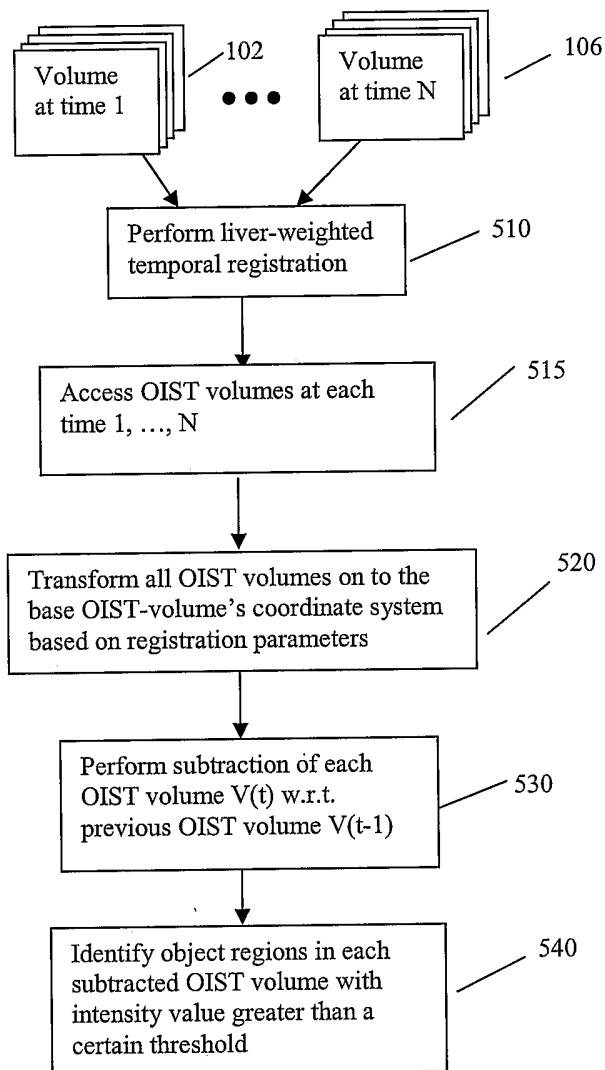 Volume
at time 1
102
Volume
at time N
106
Perform liver-weighted
temporal registration
510
Access OIST volumes at each
time 1, ..., N
515
Transform all OIST volumes on to the
base OIST-volume's coordinate system
based on registration parameters
520
Perform subtraction of each
OIST volume V(t) w.r.t.
previous OIST volume V(t-1)
530
Identify object regions in each
subtracted OIST volume with
intensity value greater than a
certain threshold
540